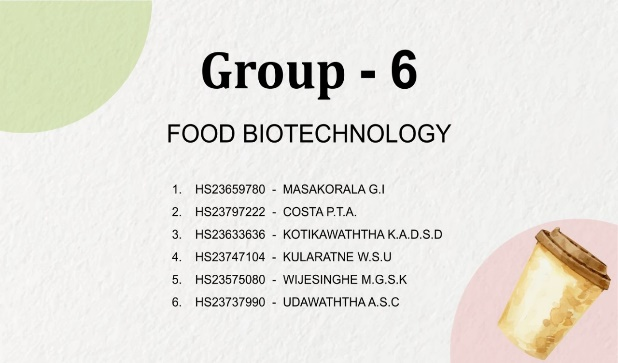 Group - 6
FOOD BIOTECHNOLOGY
1. HS23659780 - MASAKORALA G.I
2. HS23797222 - COSTA P.T.A.
3. HS23633636 - KOTIKAWATHTHA K.A.D.S.D
4. HS23747104 - KULARATNE W.S.U
5. HS23575080 - WIJESINGHE M.G.S.K
6. HS23737990 - UDAWATHTHA A.S.C